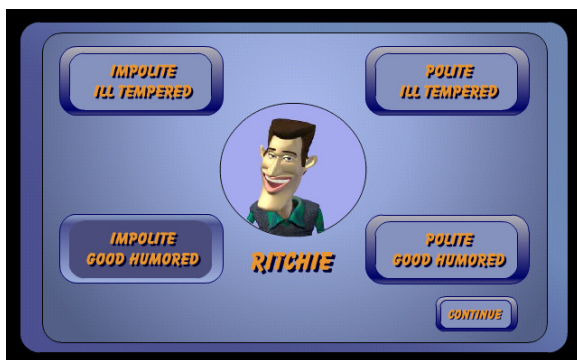 IMPOLITE
ILL TEMPERED
POLITE
ILL TEMPERED
IMPOLITE
GOOD HUMORED
RITCHIE
POLITE
GOOD HUMORED
CONTINUE